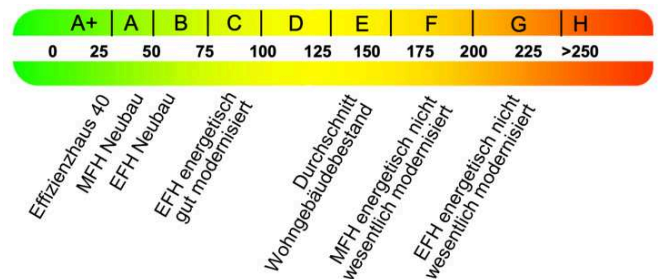 A+ A B C D E F G H
0 25 50 75 100 125 150 175 200 225 >250
Effizienzhaus 40
MFH Neubau
EFH Neubau
EFH energetisch
gut modernisiert
Durchschnitt
Wohngebäudebestand
MFH energetisch nicht
wesentlich modernisiert
EFH energetisch nicht
wesentlich modernisiert